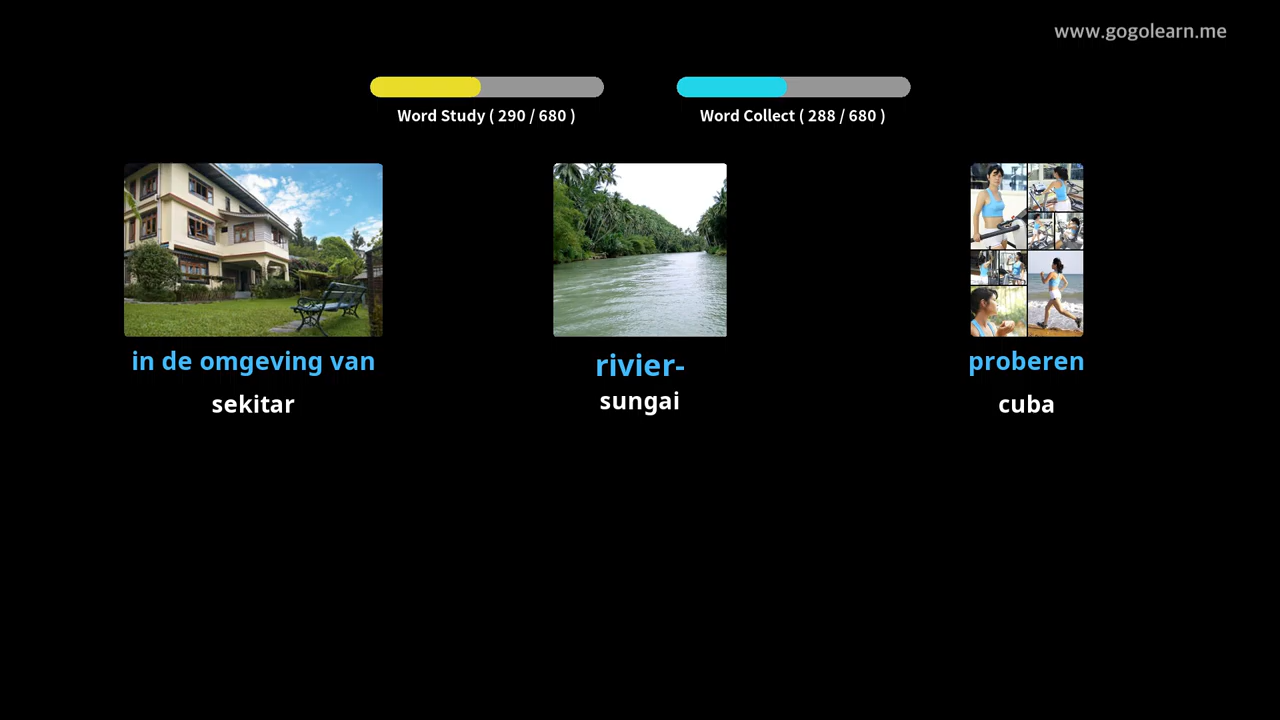 www.gogolearn.me
Word Study ( 290 / 680 )
Word Collect ( 288 / 680 )
in de omgeving van
sekitar
rivier-
sungai
proberen
cuba